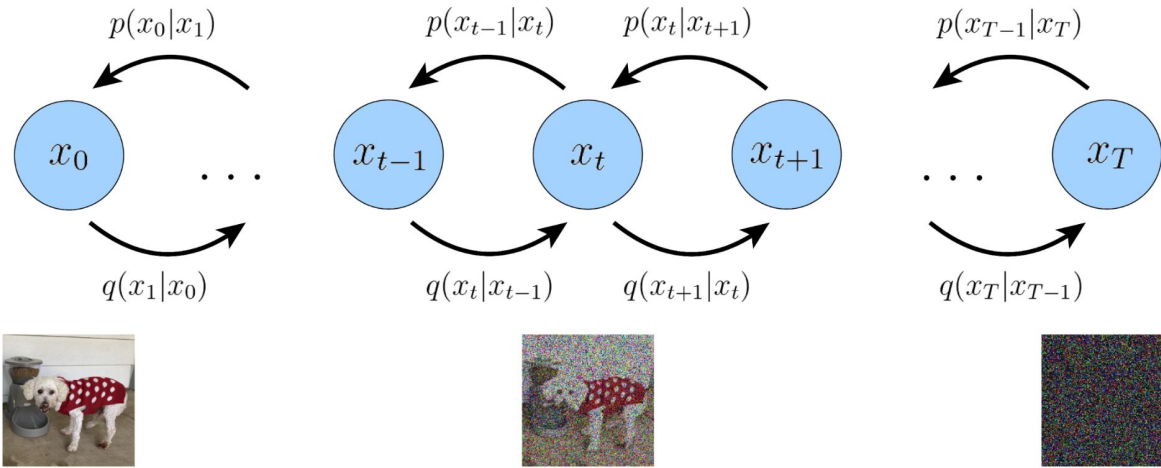 p(x_0|x_1) p(x_{t-1}|x_t) p(x_t|x_{t+1}) p(x_{T-1}|x_T)
x_0 . . . x_{t-1} x_t x_{t+1} . . . x_T
q(x_1|x_0) q(x_t|x_{t-1}) q(x_{t+1}|x_t) q(x_T|x_{T-1})